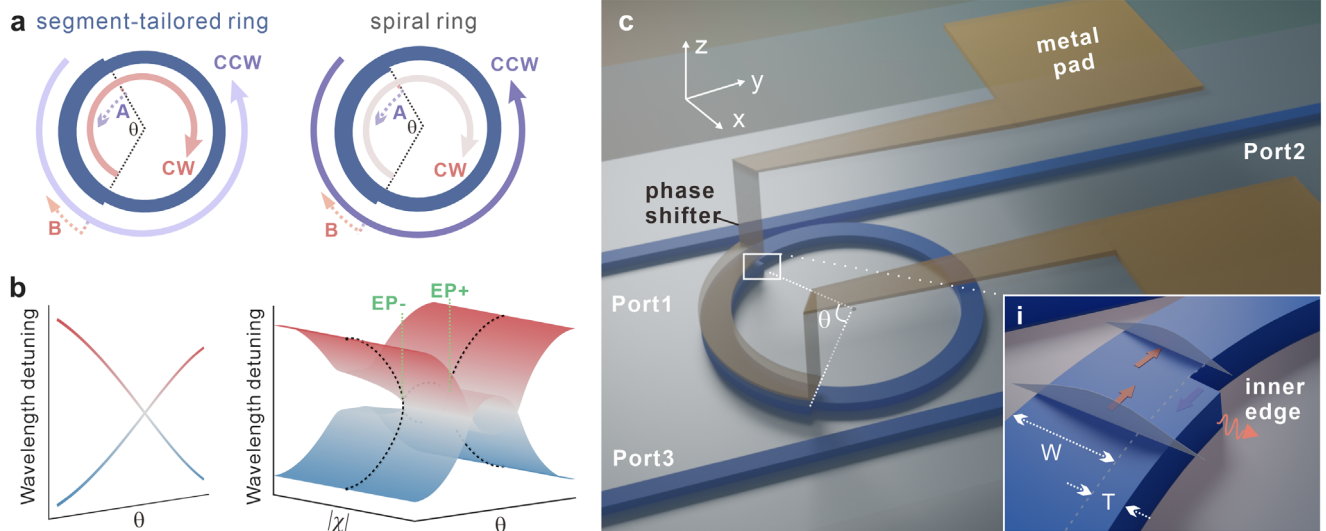 a
segment-tailored ring
spiral ring
CCW
A
θ
CW
B
CCW
A
θ
CW
B
b
Wavelength detuning
θ
Wavelength detuning
EP-
EP+
|χ|
θ
c
z
y
x
metal
pad
Port2
phase
shifter
Port1
θ
Port3
i
inner
edge
W
T